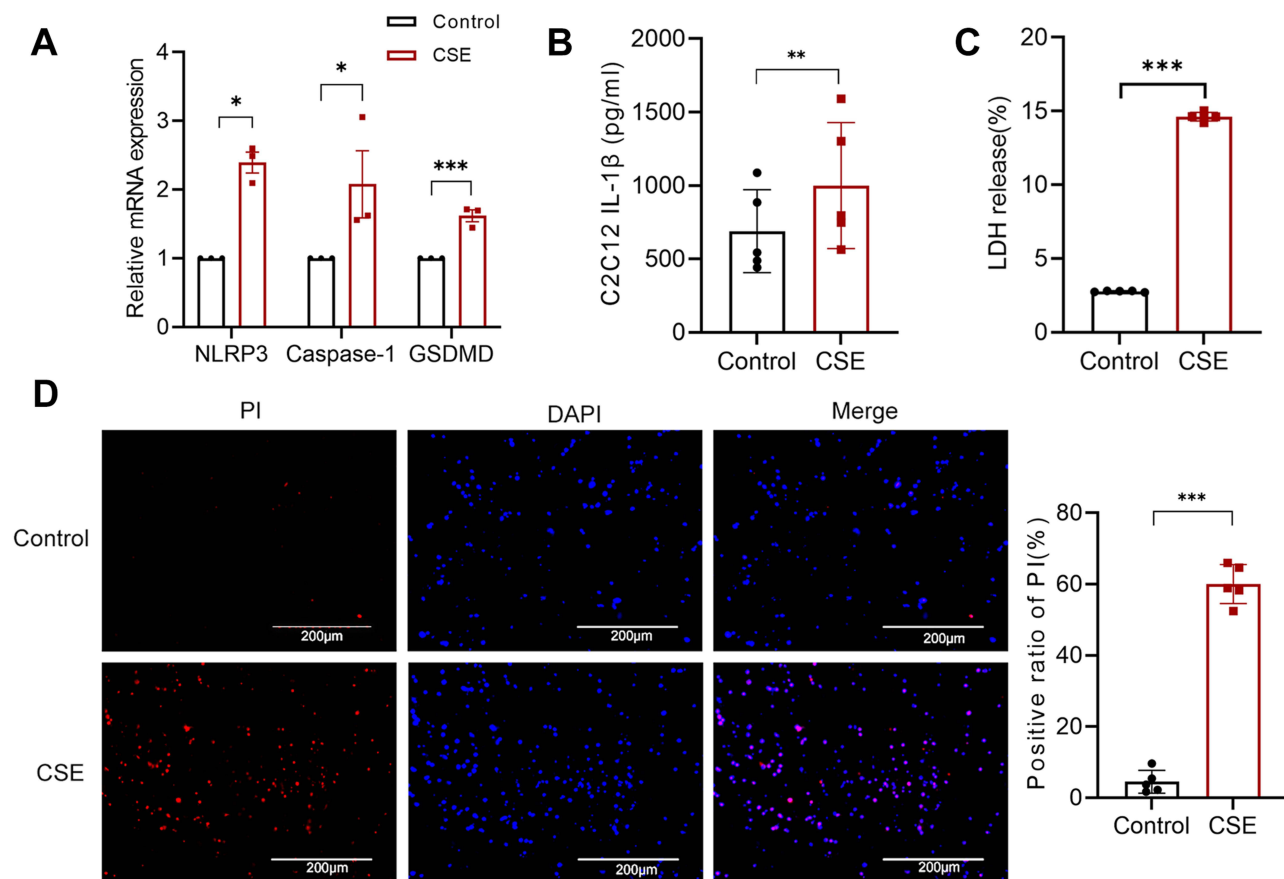 A
Control
CSE
Relative mRNA expression
4
3
2
1
0
*
*
***
NLRP3
Caspase-1
GSDMD
B
C2C12 IL-1β (pg/ml)
2000
1500
1000
500
0
**
Control
CSE
C
LDH release(%)
20
15
10
5
0
***
Control
CSE
D
PI
DAPI
Merge
Control
200μm
200μm
200μm
CSE
200μm
200μm
200μm
Positive ratio of PI(%)
80
60
40
20
0
***
Control
CSE